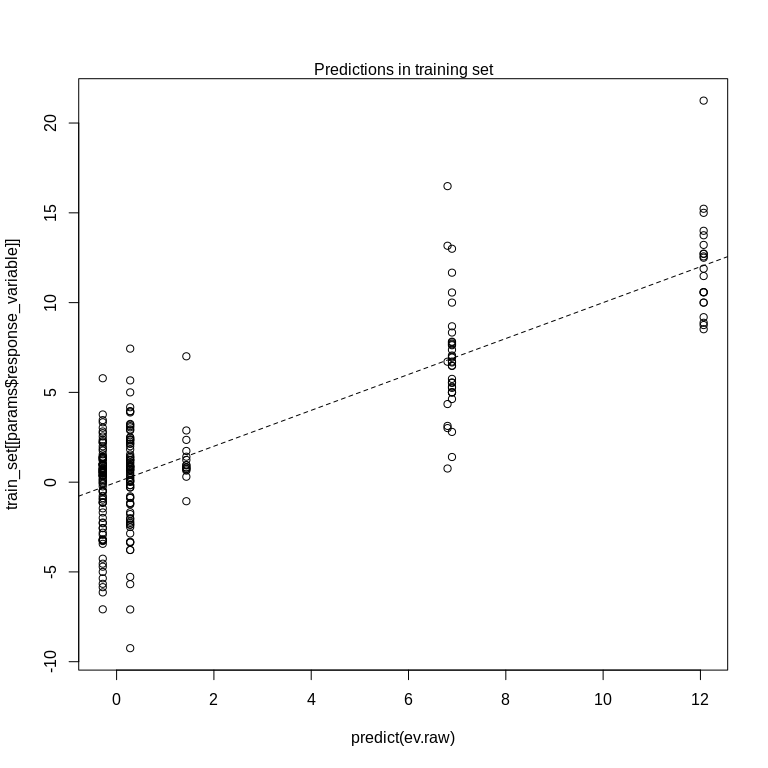 Predictions in training set
train_set[[params$response_variable]]
20
15
10
5
0
-5
-10
0 2 4 6 8 10 12
predict(ev.raw)